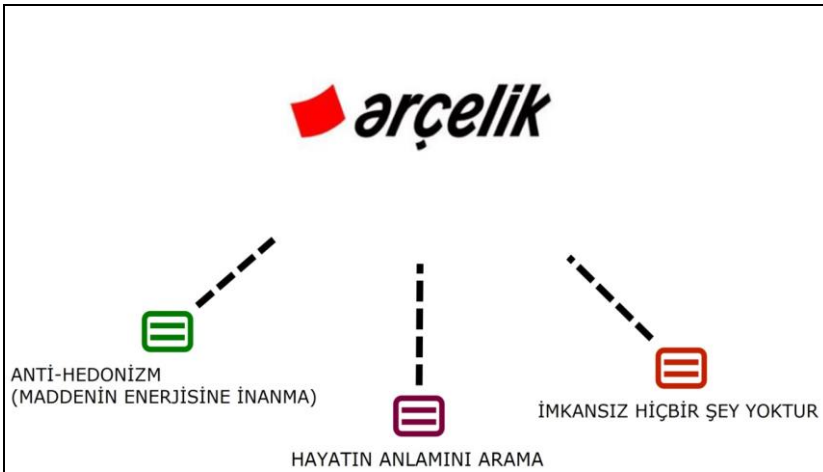 arçelik
ANTİ-HEDONİZM
(MADDENİN ENERJİSİNE İNANMA)
HAYATIN ANLAMINI ARAMA
İMKANSIZ HİÇBİR ŞEY YOKTUR